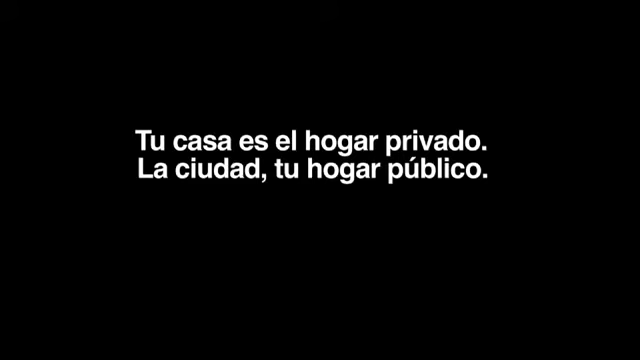 Tu casa es el hogar privado.
La ciudad, tu hogar público.